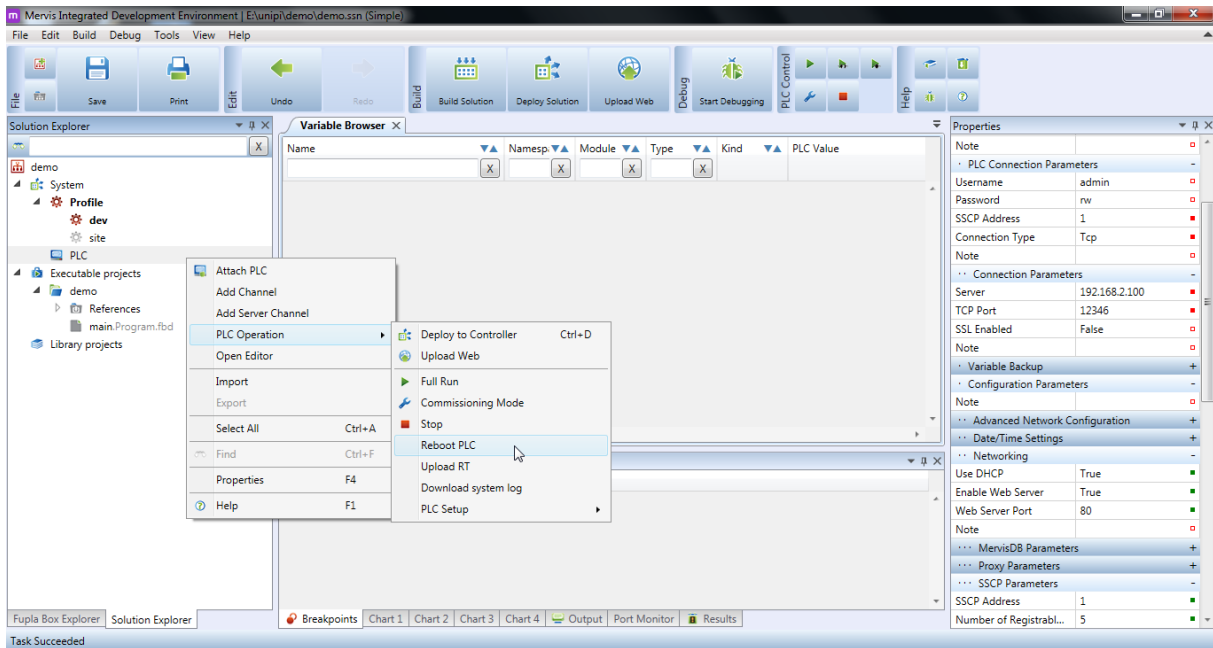 Mervis Integrated Development Environment | E:\unipi\demo\demo.ssn (Simple)
File Edit Build Debug Tools View Help
File
Save
Print
Edit
Undo
Redo
Build
Build Solution
Deploy Solution
Upload Web
Debug
Start Debugging
PLC Control
Help
Solution Explorer
X
demo
System
Profile
dev
site
PLC
Executable projects
demo
References
main.Program.fbd
Library projects
Fupla Box Explorer Solution Explorer
Variable Browser
Name Namesp. Module Type Kind PLC Value
X X X X
Attach PLC
Add Channel
Add Server Channel
PLC Operation
Open Editor
Import
Export
Select All Ctrl+A
Find Ctrl+F
Properties F4
Help F1
Deploy to Controller Ctrl+D
Upload Web
Full Run
Commissioning Mode
Stop
Reboot PLC
Upload RT
Download system log
PLC Setup
Breakpoints Chart 1 Chart 2 Chart 3 Chart 4 Output Port Monitor Results
Properties
Note
PLC Connection Parameters
Username admin
Password rw
SSCP Address 1
Connection Type Tcp
Note
Connection Parameters
Server 192.168.2.100
TCP Port 12346
SSL Enabled False
Note
Variable Backup
Configuration Parameters
Note
Advanced Network Configuration
Date/Time Settings
Networking
Use DHCP True
Enable Web Server True
Web Server Port 80
Note
MervisDB Parameters
Proxy Parameters
SSCP Parameters
SSCP Address 1
Number of Registrabl... 5
Task Succeeded